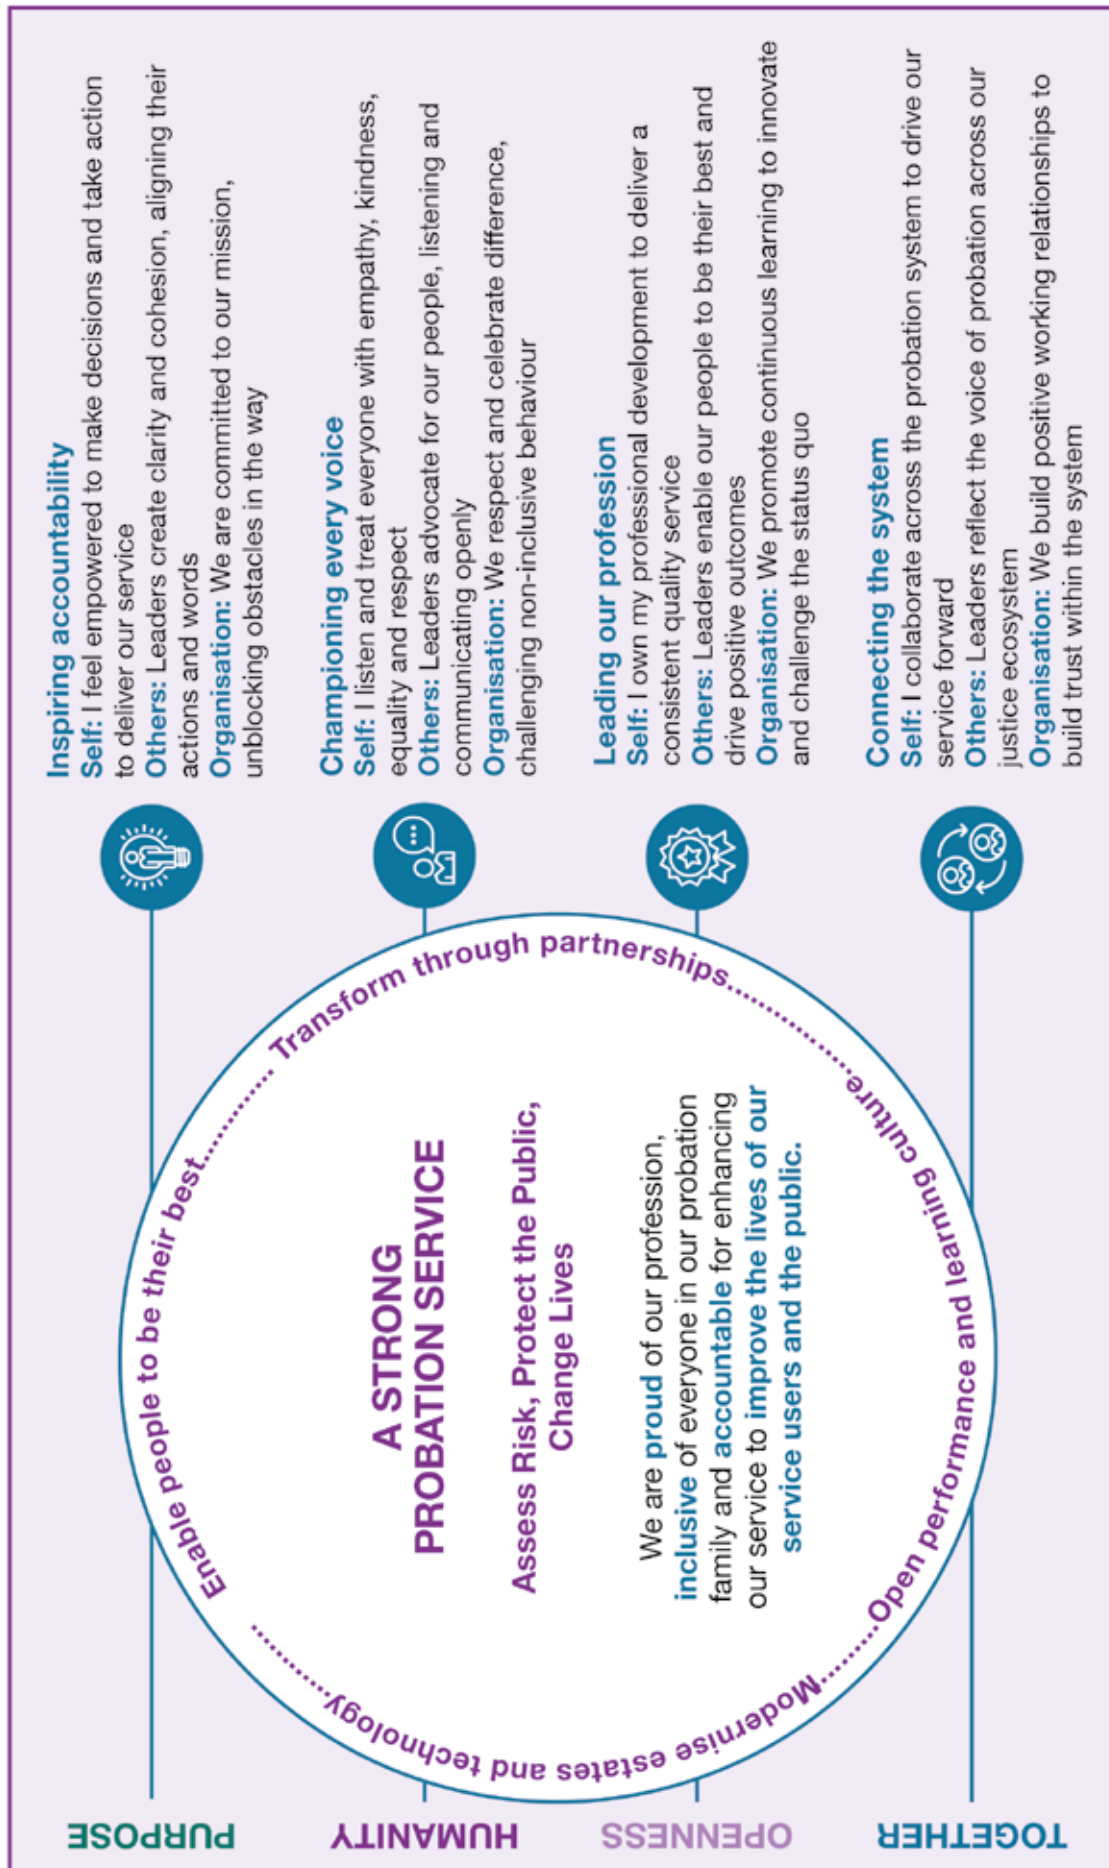 PURPOSE
HUMANITY
OPENNESS
TOGETHER
Enable people to be their best..........
Transform through partnerships..........
Open performance and learning culture
Modernise estates and technology..........
A STRONG
PROBATION SERVICE
Assess Risk, Protect the Public,
Change Lives
We are proud of our profession,
inclusive of everyone in our probation
family and accountable for enhancing
our service to improve the lives of our
service users and the public.
Inspiring accountability
Self: I feel empowered to make decisions and take action
to deliver our service
Others: Leaders create clarity and cohesion, aligning their
actions and words
Organisation: We are committed to our mission,
unblocking obstacles in the way
Championing every voice
Self: I listen and treat everyone with empathy, kindness,
equality and respect
Others: Leaders advocate for our people, listening and
communicating openly
Organisation: We respect and celebrate difference,
challenging non-inclusive behaviour
Leading our profession
Self: I own my professional development to deliver a
consistent quality service
Others: Leaders enable our people to be their best and
drive positive outcomes
Organisation: We promote continuous learning to innovate
and challenge the status quo
Connecting the system
Self: I collaborate across the probation system to drive our
service forward
Others: Leaders reflect the voice of probation across our
justice ecosystem
Organisation: We build positive working relationships to
build trust within the system